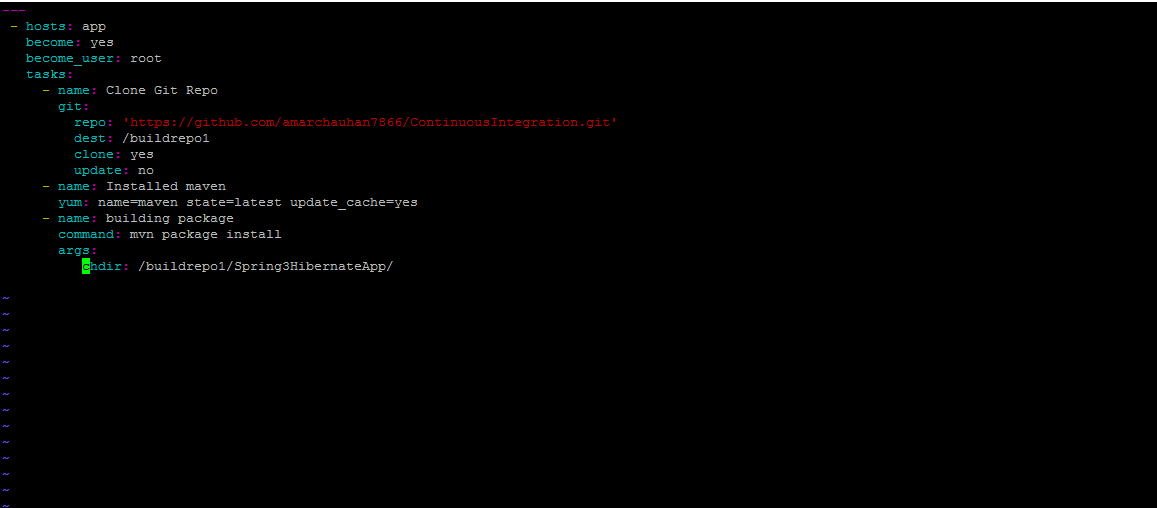 ---
 - hosts: app
   become: yes
   become_user: root
   tasks:
     - name: Clone Git Repo
       git:
         repo: 'https://github.com/amarchauhan7866/ContinuousIntegration.git'
         dest: /buildrepo1
         clone: yes
         update: no
     - name: Installed maven
       yum: name=maven state=latest update_cache=yes
     - name: building package
       command: mvn package install
       args:
          chdir: /buildrepo1/Spring3HibernateApp/

~
~
~
~
~
~
~
~
~
~
~
~
~
~